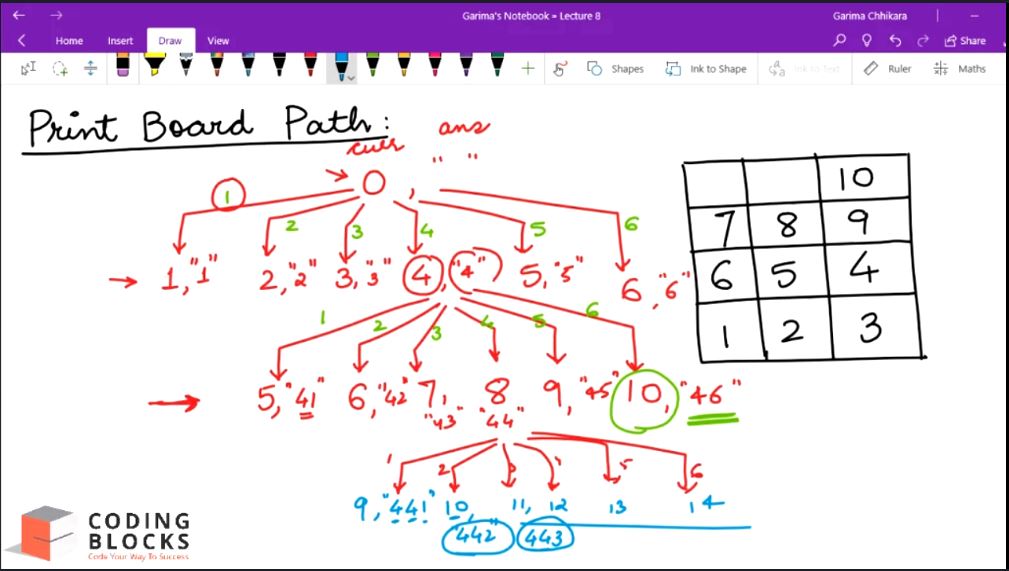 Garima's Notebook » Lecture 8
Garima Chhikara
Home Insert Draw View
Share
Shapes
Ink to Shape
Ink to Text
Ruler
Maths
Print Board Path:
curr ans
0, " "
1 2 3 4 5 6
1, "1" 2, "2" 3, "3" 4, "4" 5, "5" 6, "6"
1 2 3 4 5 6
5, "41" 6, "42" 7, 8 9, "45" 10, "46"
"43" "44"
1 2 3 4 5 6
9, "441" 10, 11, 12 13 14
"442" 443
10
7 8 9
6 5 4
1 2 3
CODING
BLOCKS
Code Your Way To Success